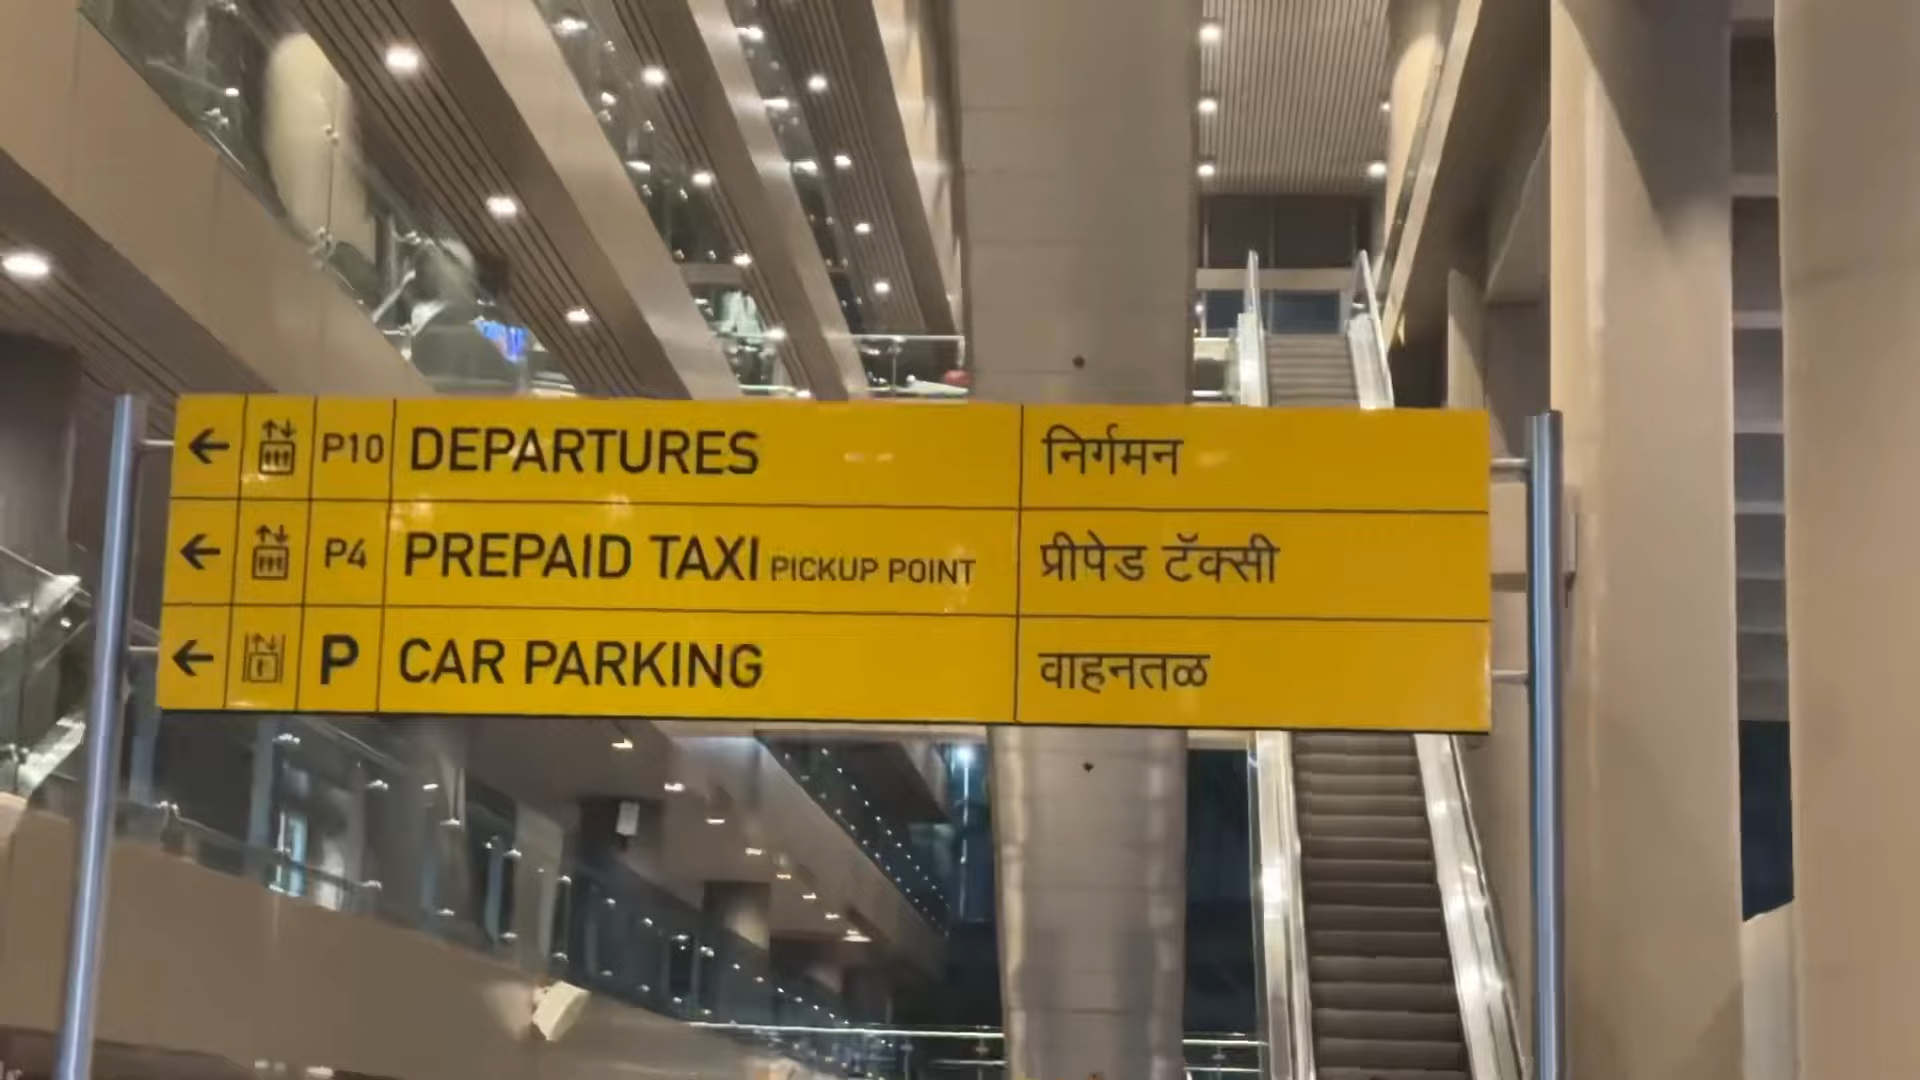 ← P10 DEPARTURES निर्गमन
← P4 PREPAID TAXI PICKUP POINT प्रीपेड टॅक्सी
← P CAR PARKING वाहनतळ